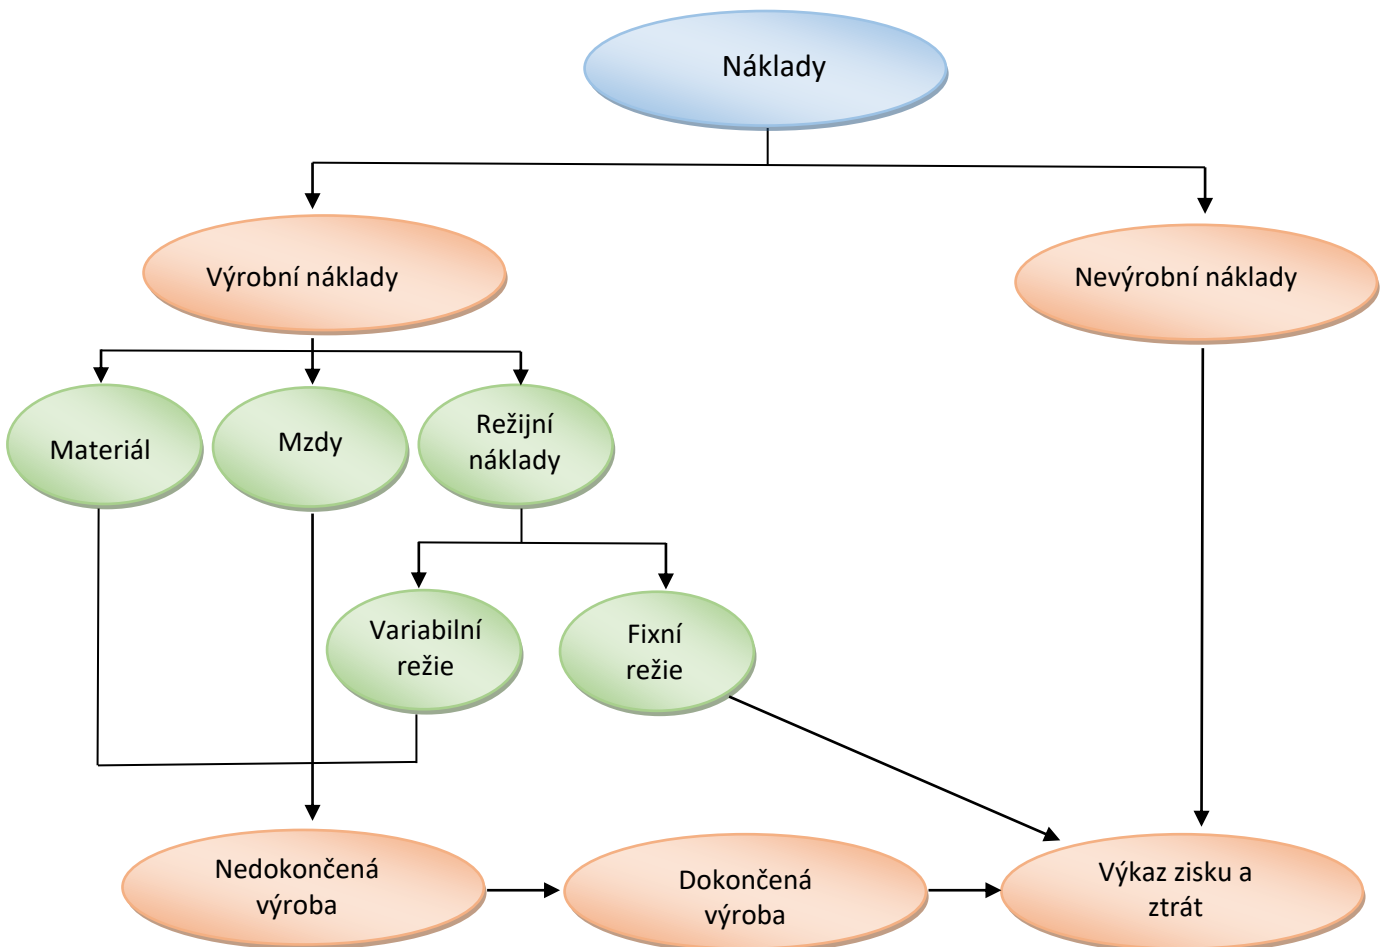 Náklady
Výrobní náklady
Nevýrobní náklady
Materiál
Mzdy
Režijní
náklady
Variabilní
režie
Fixní
režie
Nedokončená
výroba
Dokončená
výroba
Výkaz zisku a
ztrát